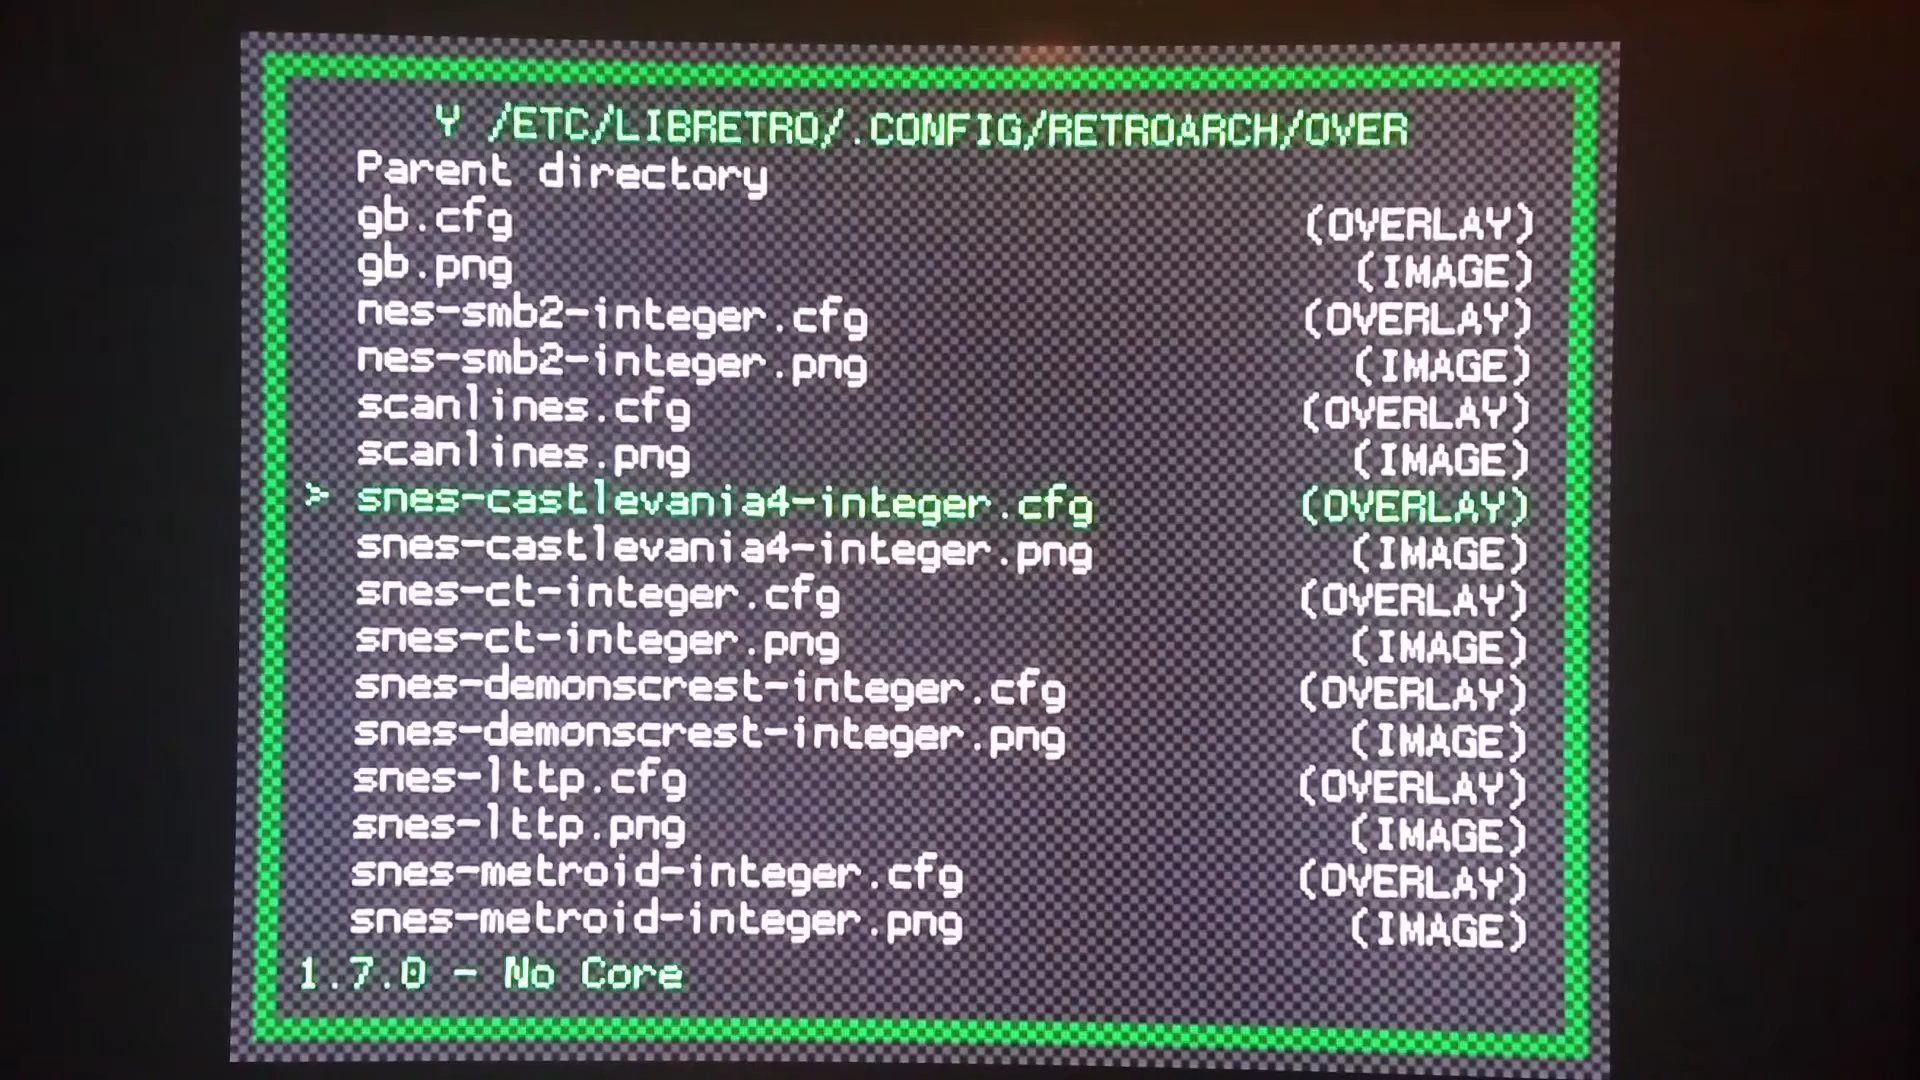 Y /ETC/LIBRETRO/.CONFIG/RETROARCH/OVER
Parent directory
gb.cfg (OVERLAY)
gb.png (IMAGE)
nes-smb2-integer.cfg (OVERLAY)
nes-smb2-integer.png (IMAGE)
scanlines.cfg (OVERLAY)
scanlines.png (IMAGE)
> snes-castlevania4-integer.cfg (OVERLAY)
snes-castlevania4-integer.png (IMAGE)
snes-ct-integer.cfg (OVERLAY)
snes-ct-integer.png (IMAGE)
snes-demonscrest-integer.cfg (OVERLAY)
snes-demonscrest-integer.png (IMAGE)
snes-lttp.cfg (OVERLAY)
snes-lttp.png (IMAGE)
snes-metroid-integer.cfg (OVERLAY)
snes-metroid-integer.png (IMAGE)
1.7.0 - No Core